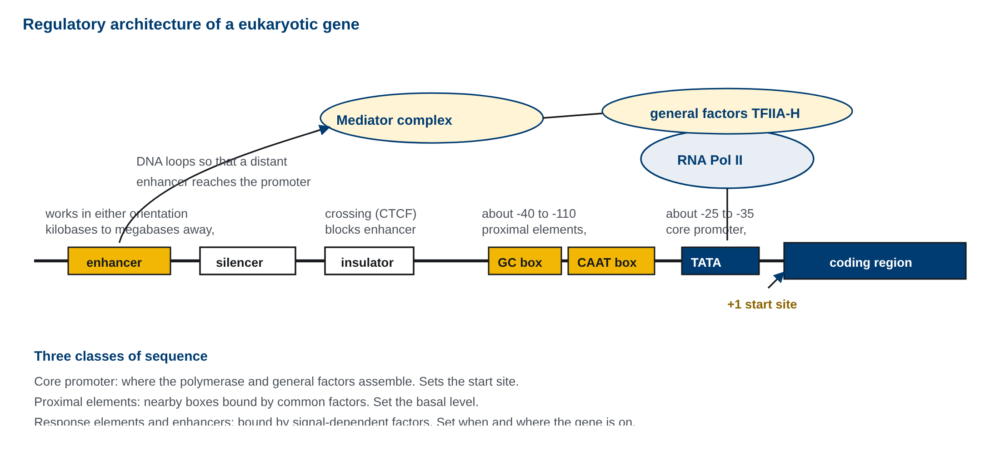 Regulatory architecture of a eukaryotic gene
Mediator complex
general factors TFIIA-H
RNA Pol II
DNA loops so that a distant
enhancer reaches the promoter
works in either orientation
kilobases to megabases away,
crossing (CTCF)
blocks enhancer
about -40 to -110
proximal elements,
about -25 to -35
core promoter,
enhancer
silencer
insulator
GC box
CAAT box
TATA
coding region
+1 start site
Three classes of sequence
Core promoter: where the polymerase and general factors assemble. Sets the start site.
Proximal elements: nearby boxes bound by common factors. Set the basal level.
Response elements and enhancers: bound by signal-dependent factors. Set when and where the gene is on.